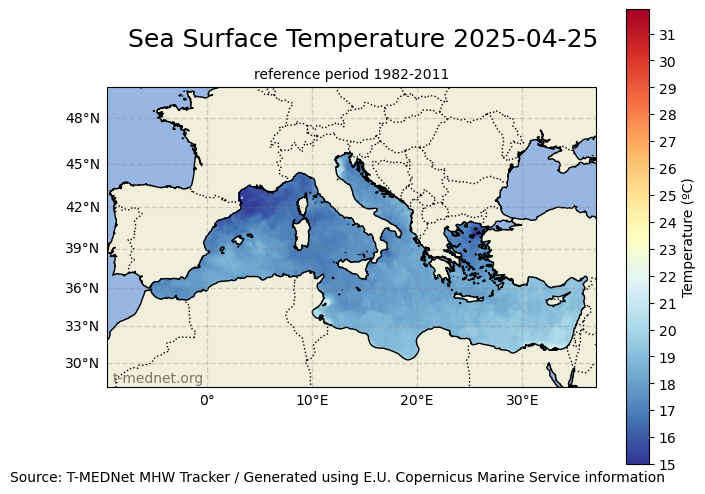 Sea Surface Temperature 2025-04-25
reference period 1982-2011
48°N
45°N
42°N
39°N
36°N
33°N
30°N
t-mednet.org
0°
10°E
20°E
30°E
31
30
29
28
27
26
25
24
23
22
21
20
19
18
17
16
15
Temperature (ºC)
Source: T-MEDNet MHW Tracker / Generated using E.U. Copernicus Marine Service information